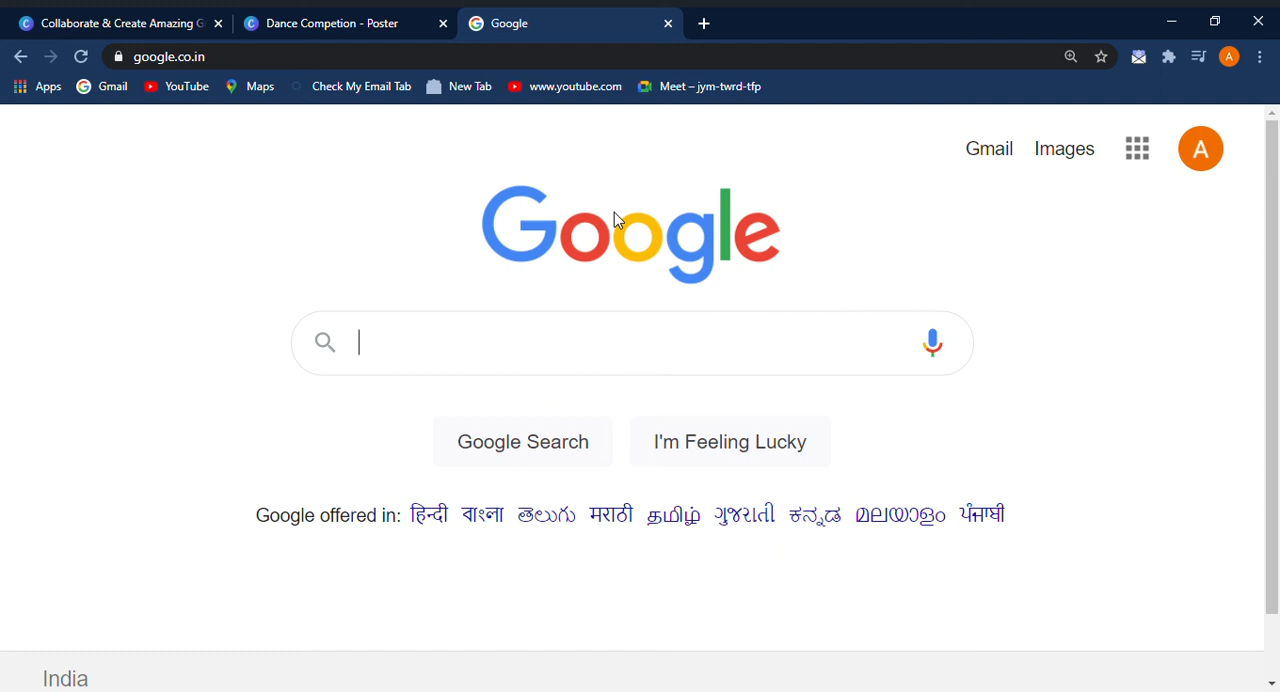 Collaborate & Create Amazing G Dance Competion - Poster Google
google.co.in A
Apps Gmail YouTube Maps Check My Email Tab New Tab www.youtube.com Meet – jym-twrd-tfp
Gmail Images A
Google
Google Search I'm Feeling Lucky
Google offered in: हिन्दी বাংলা తెలుగు मराठी தமிழ் ગુજરાતી ಕನ್ನಡ മലയാളം ਪੰਜਾਬੀ
India